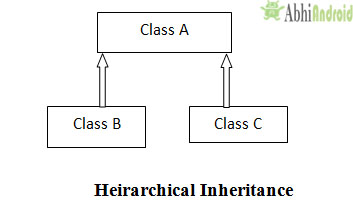 AbhiAndroid
Class A
Class B
Class C
Heirarchical Inheritance